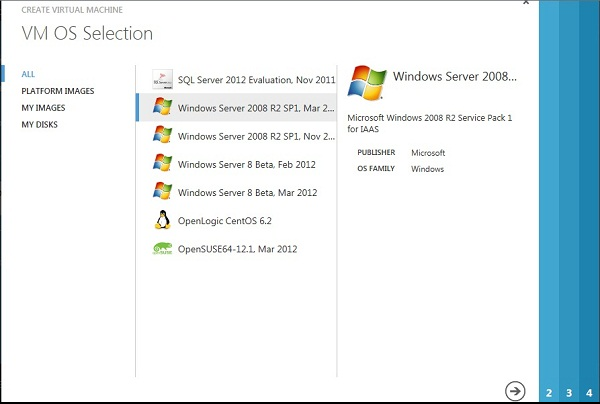 CREATE VIRTUAL MACHINE
VM OS Selection
ALL
PLATFORM IMAGES
MY IMAGES
MY DISKS
SQL Server 2012 Evaluation, Nov 2011
Windows Server 2008 R2 SP1, Mar 2...
Windows Server 2008 R2 SP1, Nov 2...
Windows Server 8 Beta, Feb 2012
Windows Server 8 Beta, Mar 2012
OpenLogic CentOS 6.2
OpenSUSE64-12.1, Mar 2012
Windows Server 2008...
Microsoft Windows 2008 R2 Service Pack 1
for IAAS
PUBLISHER Microsoft
OS FAMILY Windows
2 3 4